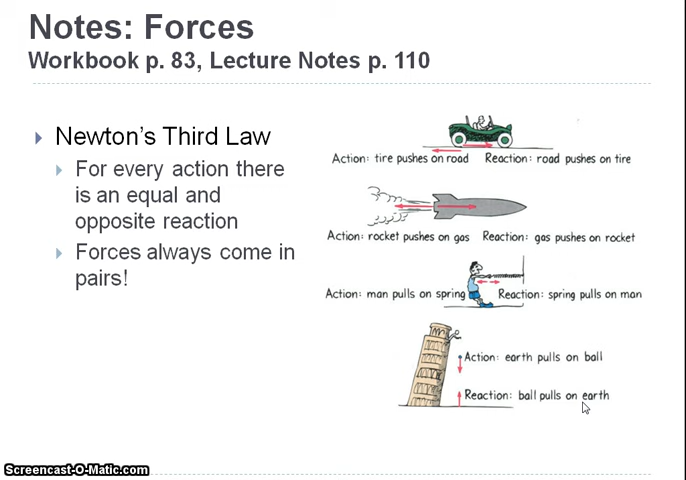 Notes: Forces
Workbook p. 83, Lecture Notes p. 110
Newton's Third Law
For every action there
is an equal and
opposite reaction
Forces always come in
pairs!
Action: tire pushes on road Reaction: road pushes on tire
Action: rocket pushes on gas Reaction: gas pushes on rocket
Action: man pulls on spring Reaction: spring pulls on man
Action: earth pulls on ball
Reaction: ball pulls on earth
Screencast-O-Matic.com